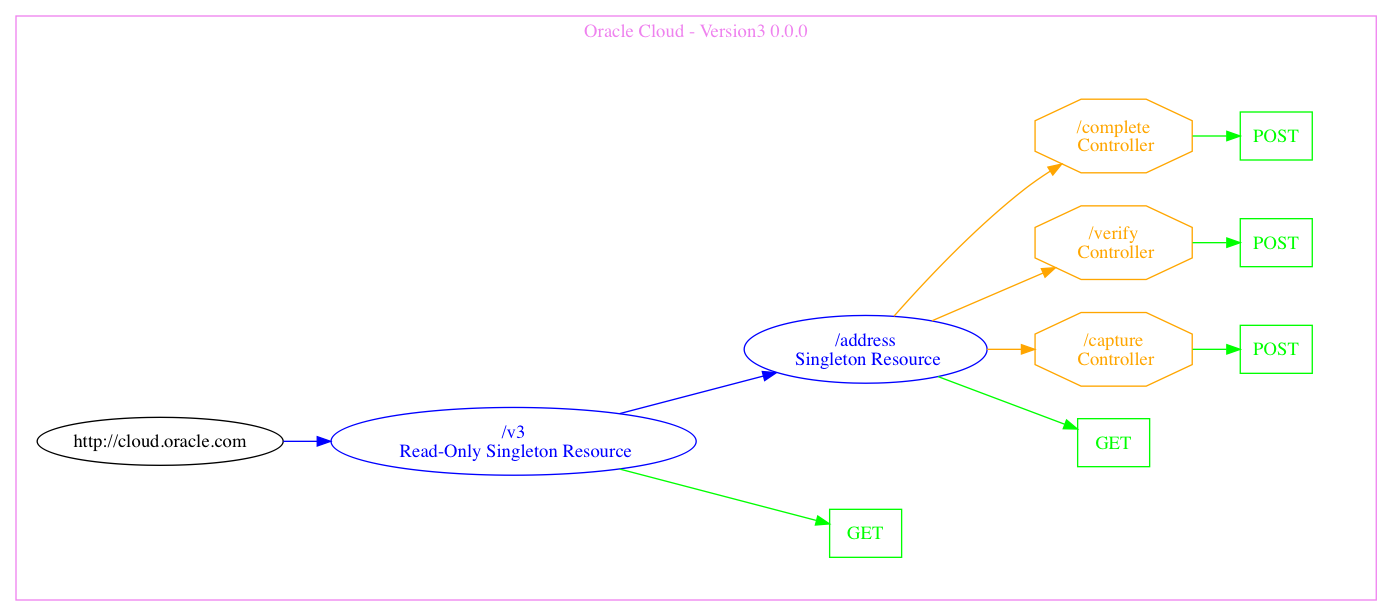 Oracle Cloud - Version3 0.0.0
/complete
Controller
POST
/verify
Controller
POST
/address
Singleton Resource
/capture
Controller
POST
http://cloud.oracle.com
/v3
Read-Only Singleton Resource
GET
GET